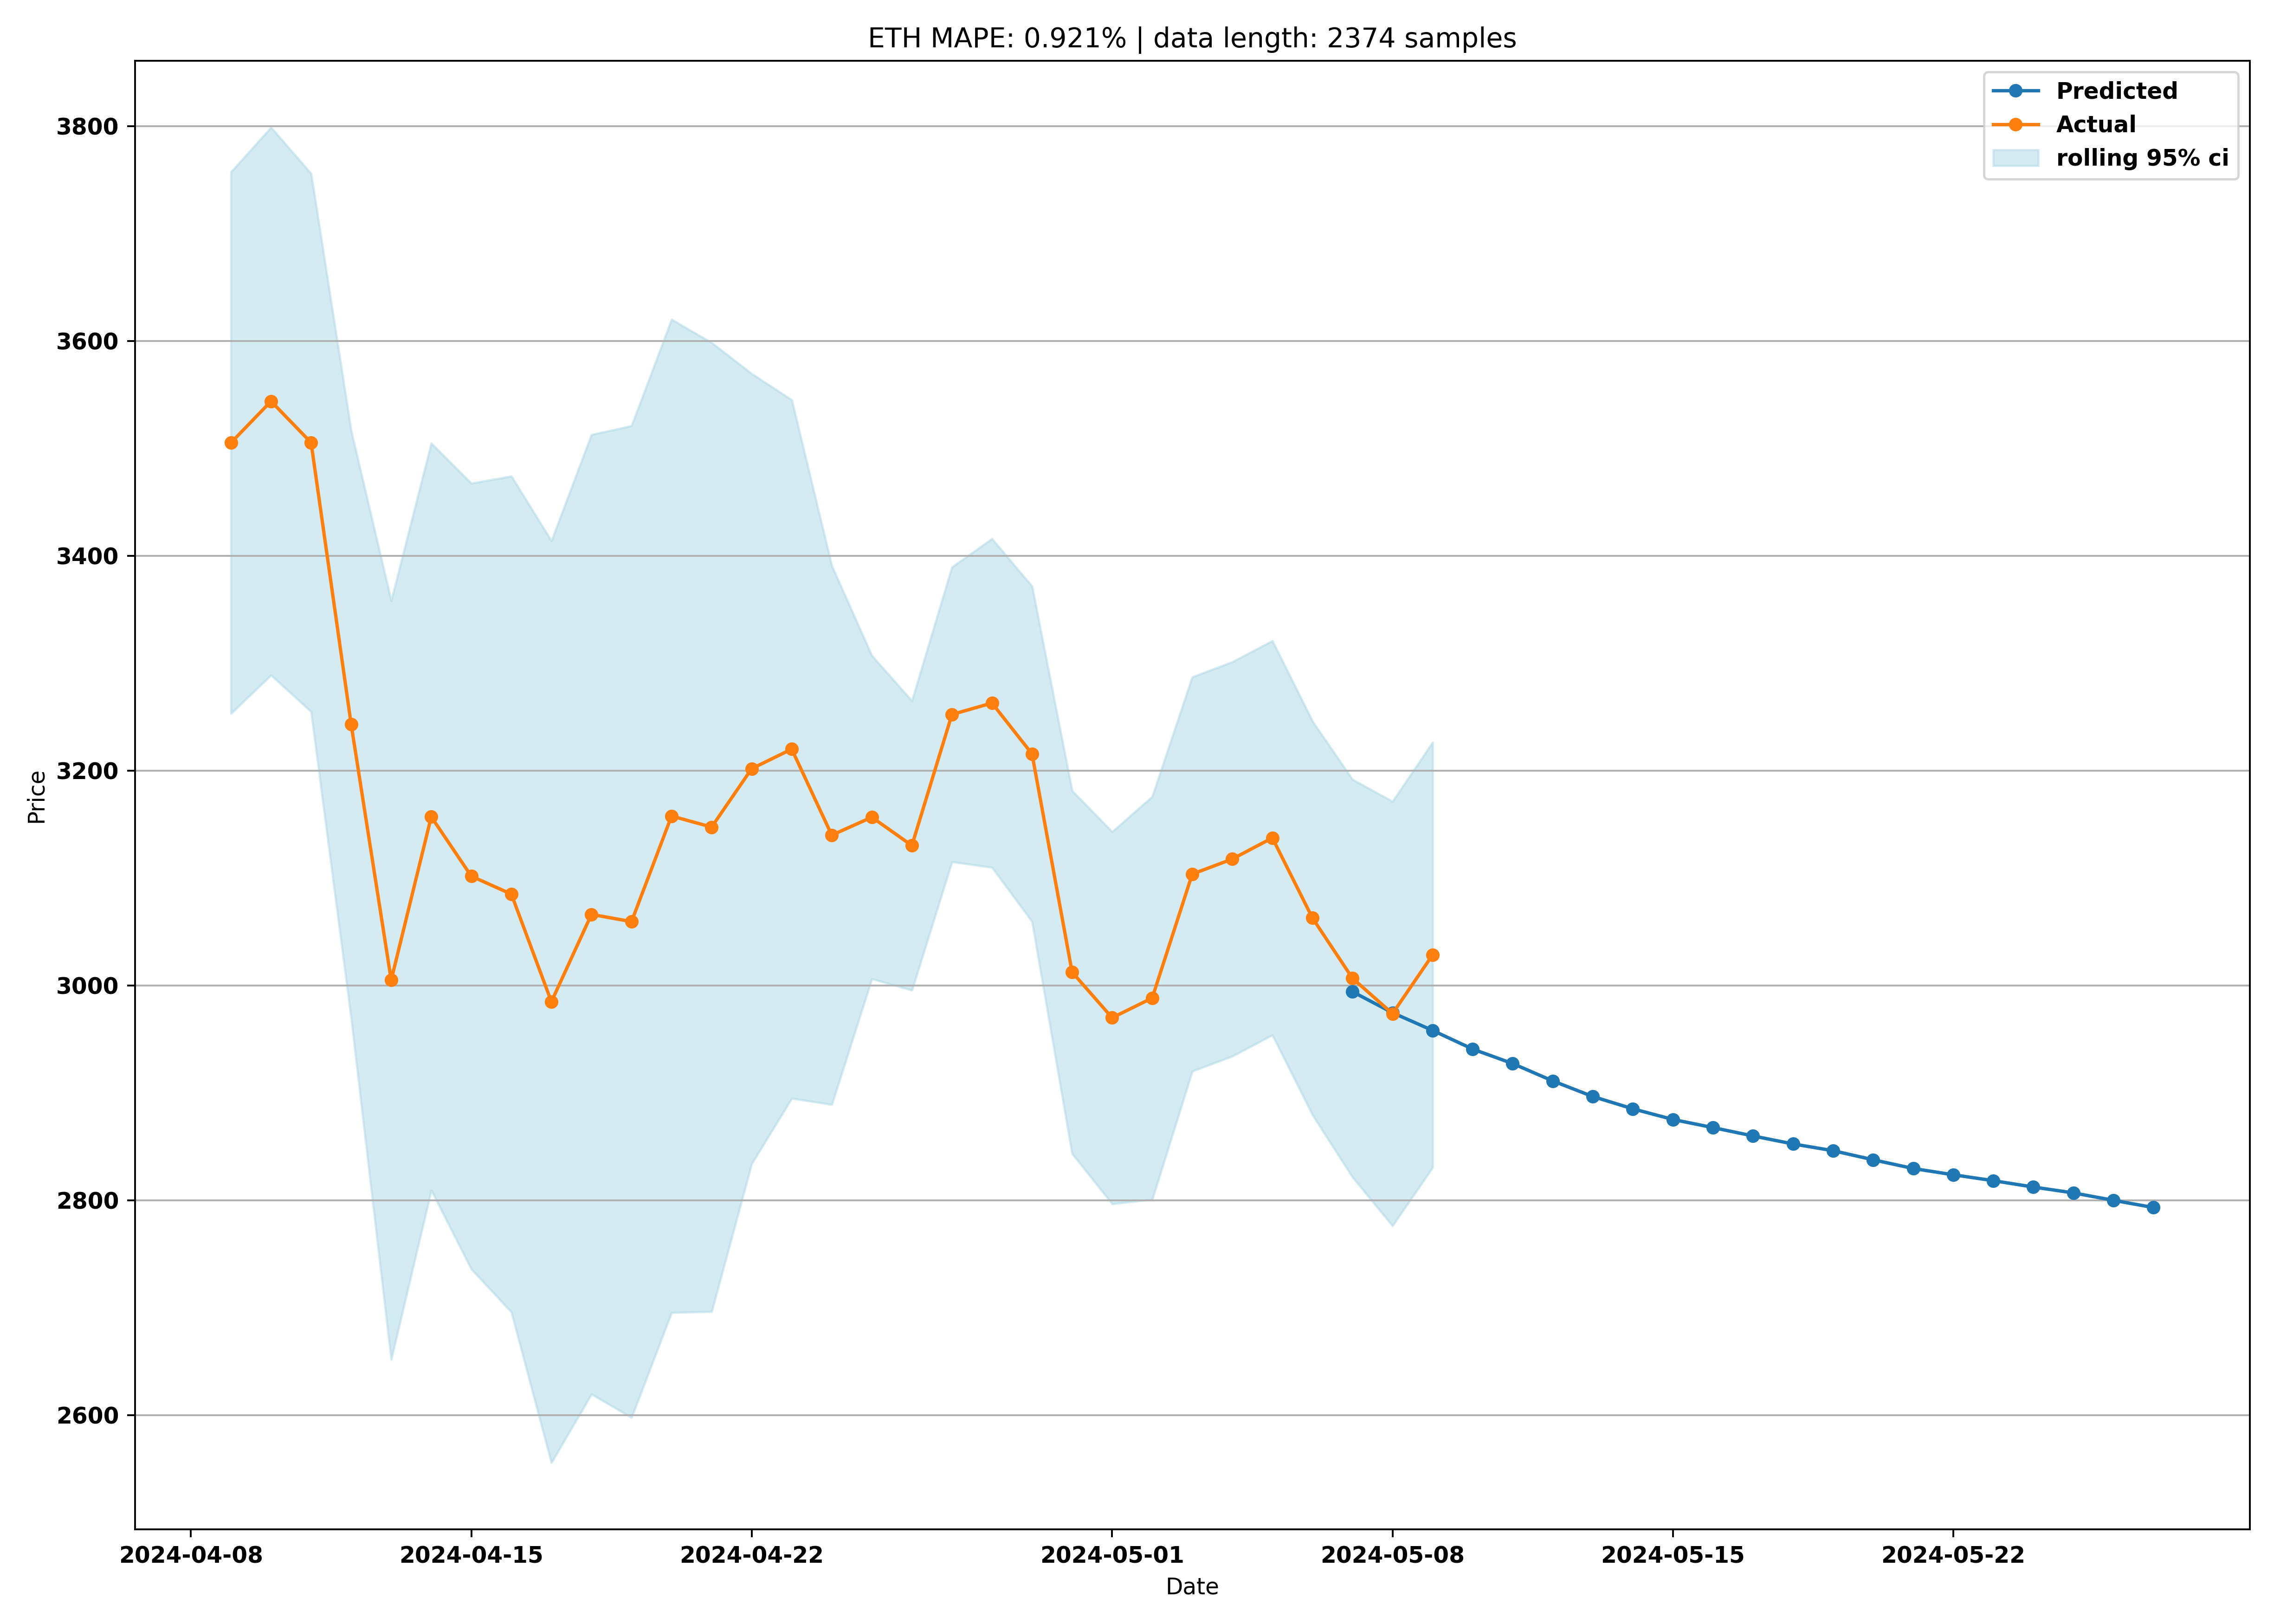 ETH MAPE: 0.921% | data length: 2374 samples
Predicted
Actual
rolling 95% ci
3800
3600
3400
3200
3000
2800
2600
Price
2024-04-08
2024-04-15
2024-04-22
2024-05-01
2024-05-08
2024-05-15
2024-05-22
Date